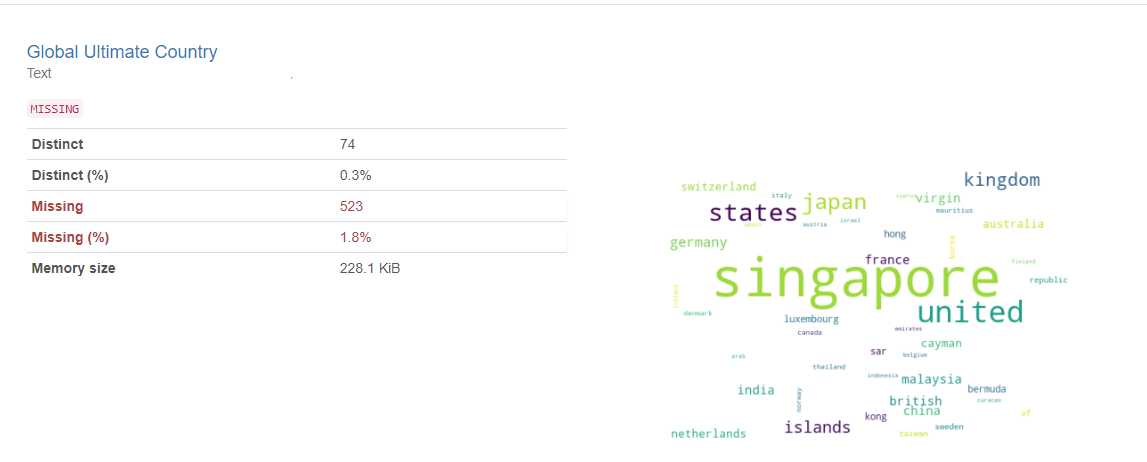 Global Ultimate Country
Text
MISSING
Distinct 74
Distinct (%) 0.3%
Missing 523
Missing (%) 1.8%
Memory size 228.1 KiB
kingdom
switzerland
italy
cyprus
virgin
japan
states
mauritius
spain
austria
israel
australia
hong
germany
korea
france
singapore
finland
republic
ireland
united
denmark
luxembourg
canada
emirates
cayman
sar
belgium
arab
thailand
indonesia
malaysia
india
norway
bermuda
british
curacao
china
of
kong
islands
sweden
taiwan
netherlands